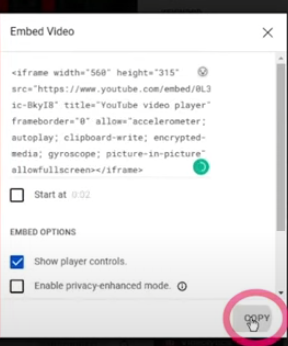 Embed Video
<iframe width="560" height="315"
src="https://www.youtube.com/embed/0L3
ic-BkyI8" title="YouTube video player"
frameborder="0" allow="accelerometer;
autoplay; clipboard-write; encrypted-
media; gyroscope; picture-in-picture"
allowfullscreen></iframe>
Start at 0:02
EMBED OPTIONS
Show player controls.
Enable privacy-enhanced mode.
COPY